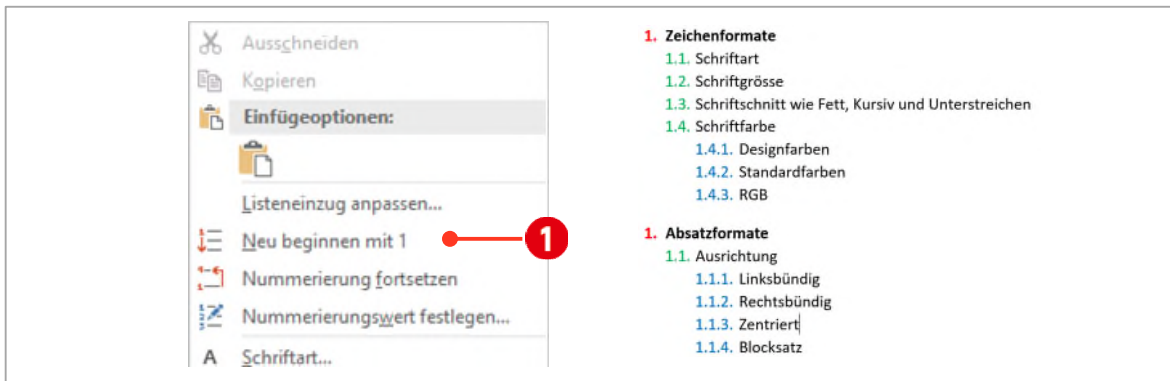 Ausschneiden
Kopieren
Einfügeoptionen:
Listeneinzug anpassen...
Neu beginnen mit 1
1
Nummerierung fortsetzen
Nummerierungswert festlegen...
A Schriftart...
1. Zeichenformate
1.1. Schriftart
1.2. Schriftgrösse
1.3. Schriftschnitt wie Fett, Kursiv und Unterstreichen
1.4. Schriftfarbe
1.4.1. Designfarben
1.4.2. Standardfarben
1.4.3. RGB
1. Absatzformate
1.1. Ausrichtung
1.1.1. Linksbündig
1.1.2. Rechtsbündig
1.1.3. Zentriert
1.1.4. Blocksatz